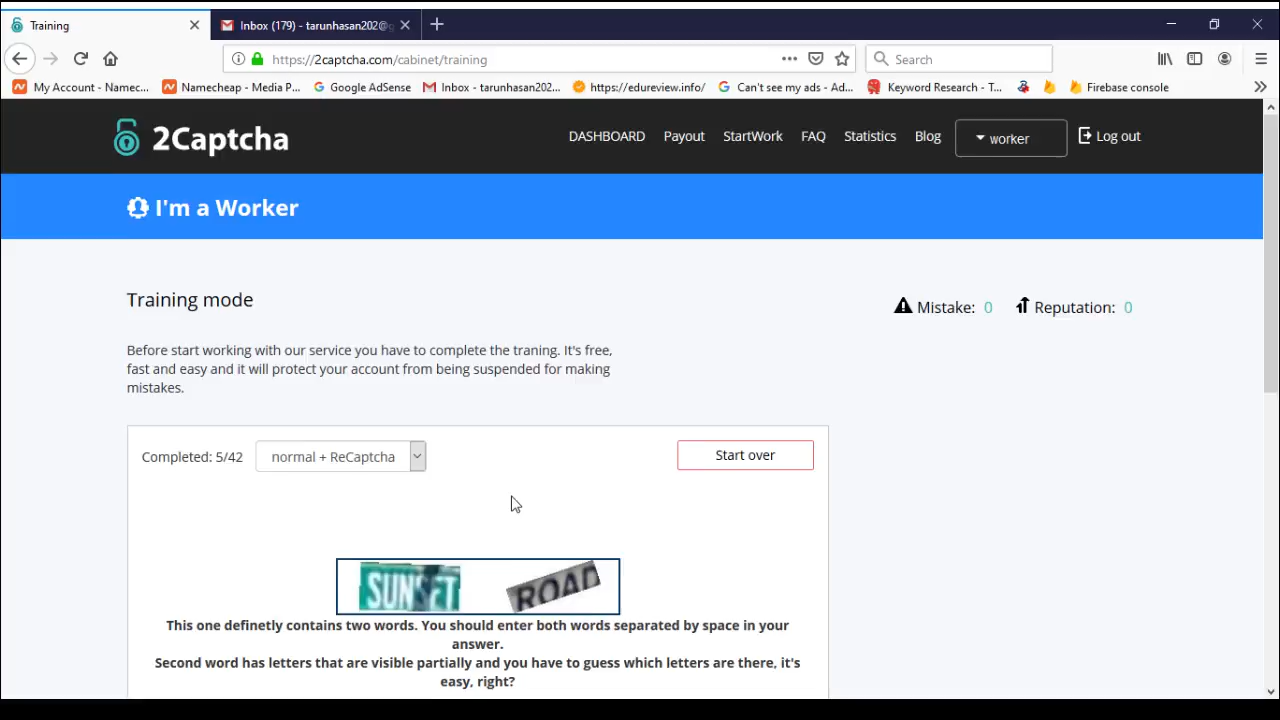 Training
Inbox (179) - tarunhasan202@g
https://2captcha.com/cabinet/training
Search
My Account - Namec...
Namecheap - Media P...
Google AdSense
Inbox - tarunhasan202...
https://edureview.info/
Can't see my ads - Ad...
Keyword Research - T...
Firebase console
2Captcha
DASHBOARD
Payout
StartWork
FAQ
Statistics
Blog
worker
Log out
I'm a Worker
Training mode
Mistake: 0
Reputation: 0
Before start working with our service you have to complete the traning. It's free,
fast and easy and it will protect your account from being suspended for making
mistakes.
Completed: 5/42
normal + ReCaptcha
Start over
SUNSET ROAD
This one definetly contains two words. You should enter both words separated by space in your
answer.
Second word has letters that are visible partially and you have to guess which letters are there, it's
easy, right?